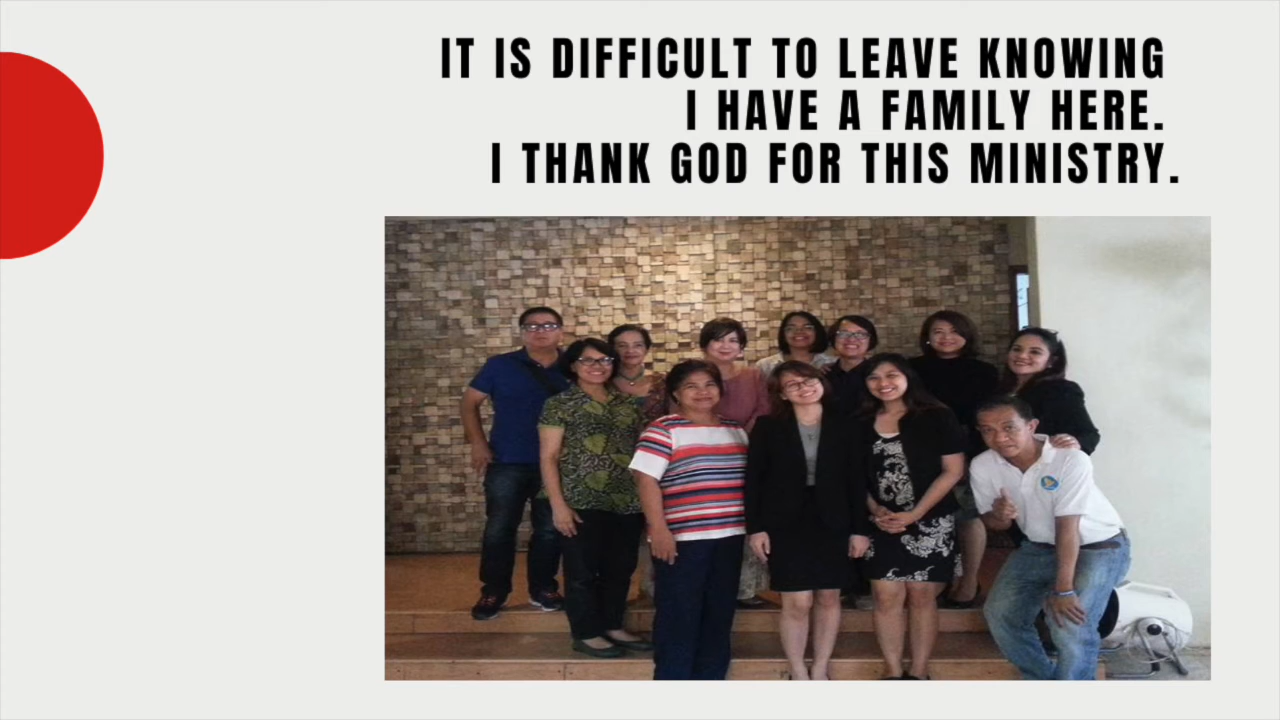 IT IS DIFFICULT TO LEAVE KNOWING
I HAVE A FAMILY HERE.
I THANK GOD FOR THIS MINISTRY.